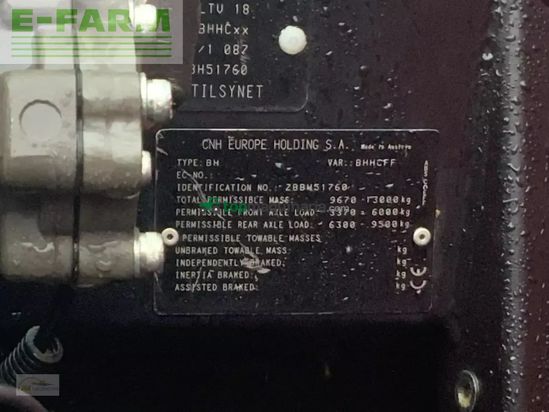 E-FARM
LTV 18
BHHCxx
/1 087
BH51760
TILSYNET
CNH EUROPE HOLDING S.A. Made in Austria
TYPE: BH VAR: BHHCFF
EC-NO:
IDENTIFICATION NO.: ZBBM51760
TOTAL PERMISSIBLE MASS: 9670 - 13000 kg
PERMISSIBLE FRONT AXLE LOAD: 3370 - 6000 kg
PERMISSIBLE REAR AXLE LOAD: 6300 - 9500 kg
PERMISSIBLE TOWABLE MASSES
UNBRAKED TOWABLE MASS: kg
INDEPENDENTLY BRAKED: kg
INERTIA BRAKED: kg
ASSISTED BRAKED: kg
CE